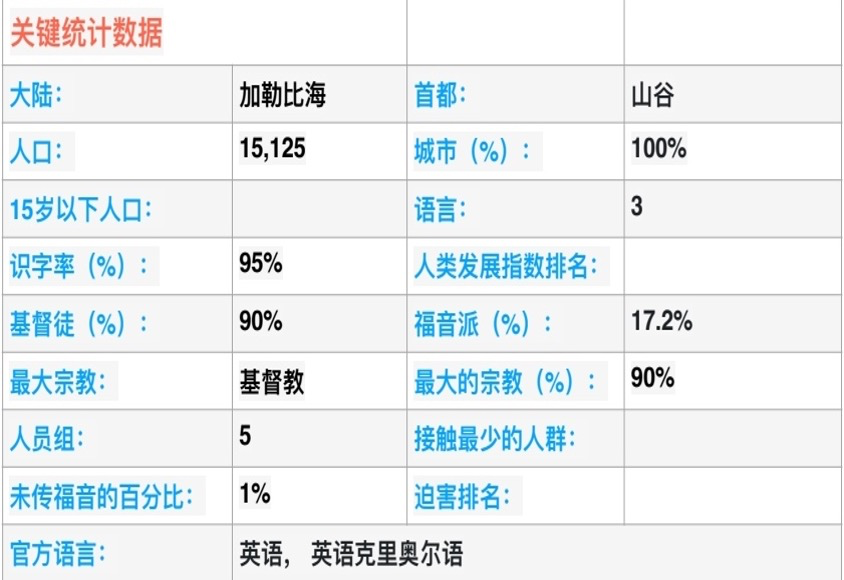 关键统计数据
大陆： 加勒比海 首都： 山谷
人口： 15,125 城市（%）： 100%
15岁以下人口： 语言： 3
识字率（%）： 95% 人类发展指数排名：
基督徒（%）： 90% 福音派（%）： 17.2%
最大宗教： 基督教 最大的宗教（%）： 90%
人员组： 5 接触最少的人群：
未传福音的百分比： 1% 迫害排名：
官方语言： 英语， 英语克里奥尔语